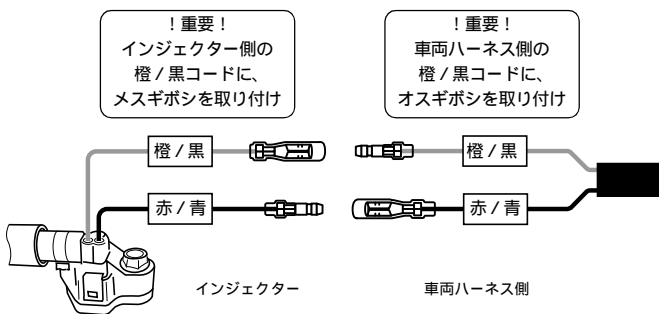 ！重要！
インジェクター側の
橙 / 黒コードに、
メスギボシを取り付け
！重要！
車両ハーネス側の
橙 / 黒コードに、
オスギボシを取り付け
橙 / 黒
橙 / 黒
赤 / 青
赤 / 青
インジェクター
車両ハーネス側